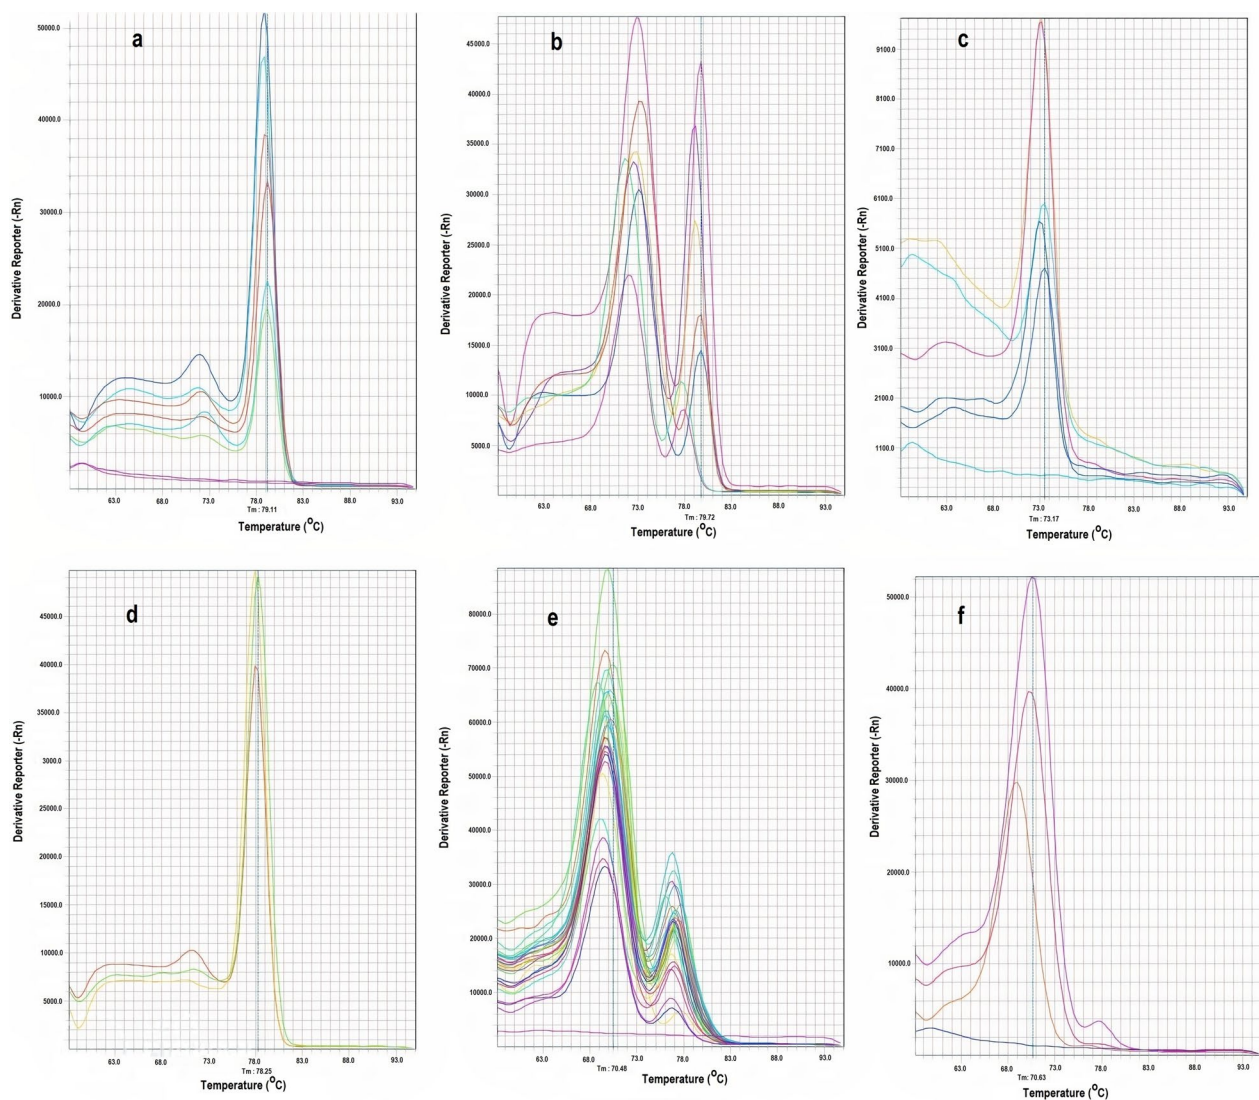 a
Derivative Reporter (-Rn)
50000.0
40000.0
30000.0
20000.0
10000.0
63.0 68.0 73.0 78.0 83.0 88.0 93.0
Tm : 79.11
Temperature (°C)
b
Derivative Reporter (-Rn)
45000.0
40000.0
35000.0
30000.0
25000.0
20000.0
15000.0
10000.0
5000.0
63.0 68.0 73.0 78.0 83.0 88.0 93.0
Tm : 79.72
Temperature (°C)
c
Derivative Reporter (-Rn)
9100.0
8100.0
7100.0
6100.0
5100.0
4100.0
3100.0
2100.0
1100.0
63.0 68.0 73.0 78.0 83.0 88.0 93.0
Tm : 73.17
Temperature (°C)
d
Derivative Reporter (-Rn)
45000.0
40000.0
35000.0
3000.0
25000.0
20000.0
15000.0
10000.0
5000.0
63.0 68.0 73.0 78.0 83.0 88.0 93.0
Tm : 78.25
Temperature (°C)
e
Derivative Reporter (-Rn)
80000.0
70000.0
60000.0
50000.0
40000.0
30000.0
20000.0
10000.0
63.0 68.0 73.0 78.0 83.0 88.0 93.0
Tm : 70.48
Temperature (°C)
f
Derivative Reporter (-Rn)
50000.0
40000.0
30000.0
20000.0
10000.0
63.0 68.0 73.0 78.0 83.0 88.0 93.0
Tm : 70.63
Temperature (°C)